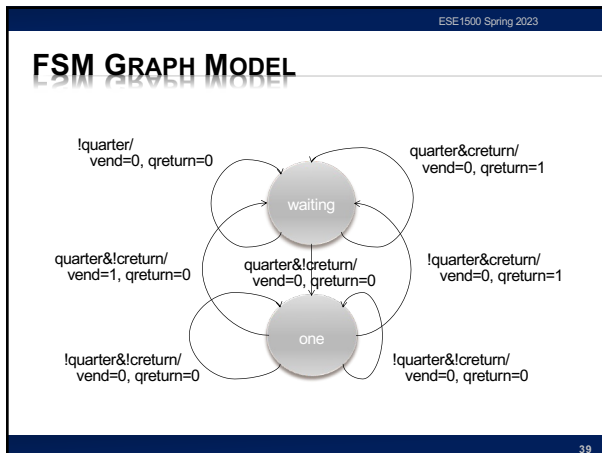 ESE1500 Spring 2023
FSM GRAPH MODEL
!quarter/
vend=0, qreturn=0
quarter&creturn/
vend=0, qreturn=1
waiting
quarter&!creturn/
vend=1, qreturn=0
quarter&!creturn/
vend=0, qreturn=0
!quarter&creturn/
vend=0, qreturn=1
one
!quarter&!creturn/
vend=0, qreturn=0
!quarter&!creturn/
vend=0, qreturn=0
39